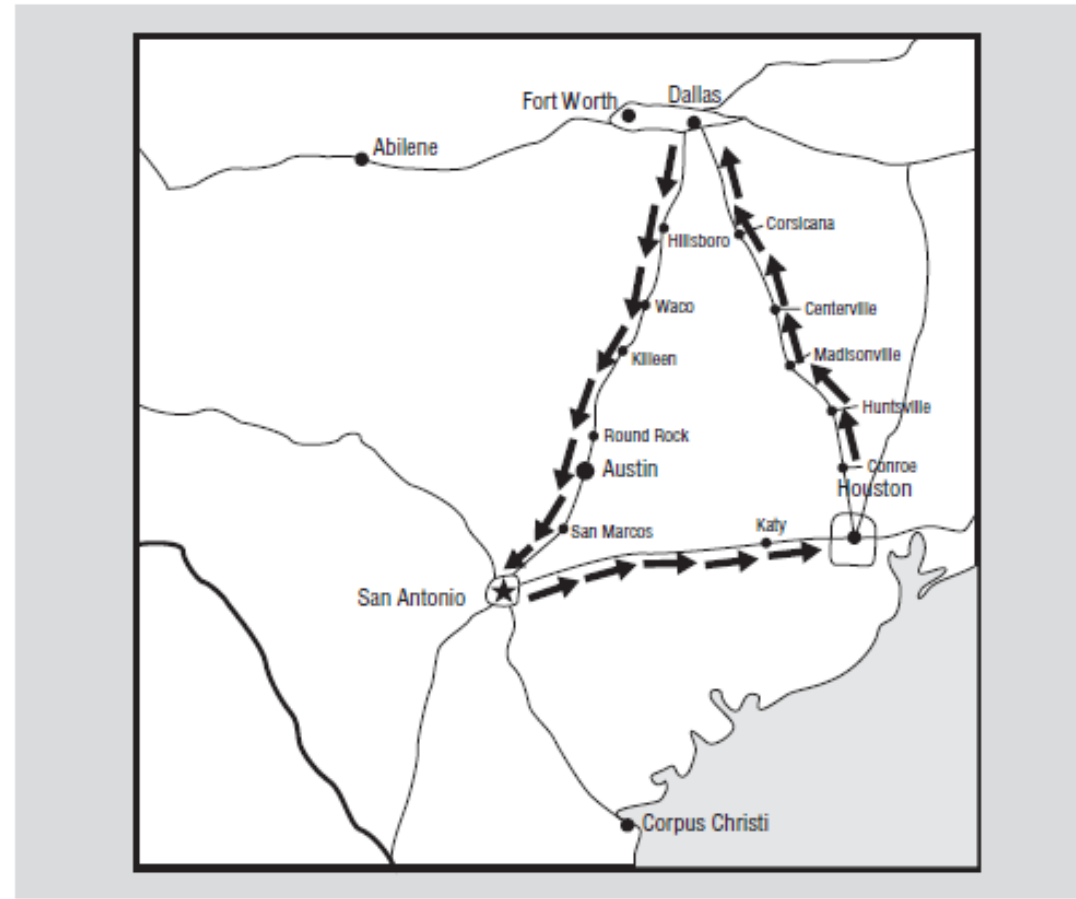 Dallas
Fort Worth
Abilene
Corsicana
Hillsboro
Waco
Centerville
Killeen
Madisonville
Huntsville
Round Rock
Austin
Conroe
Houston
Katy
San Marcos
San Antonio
Corpus Christi